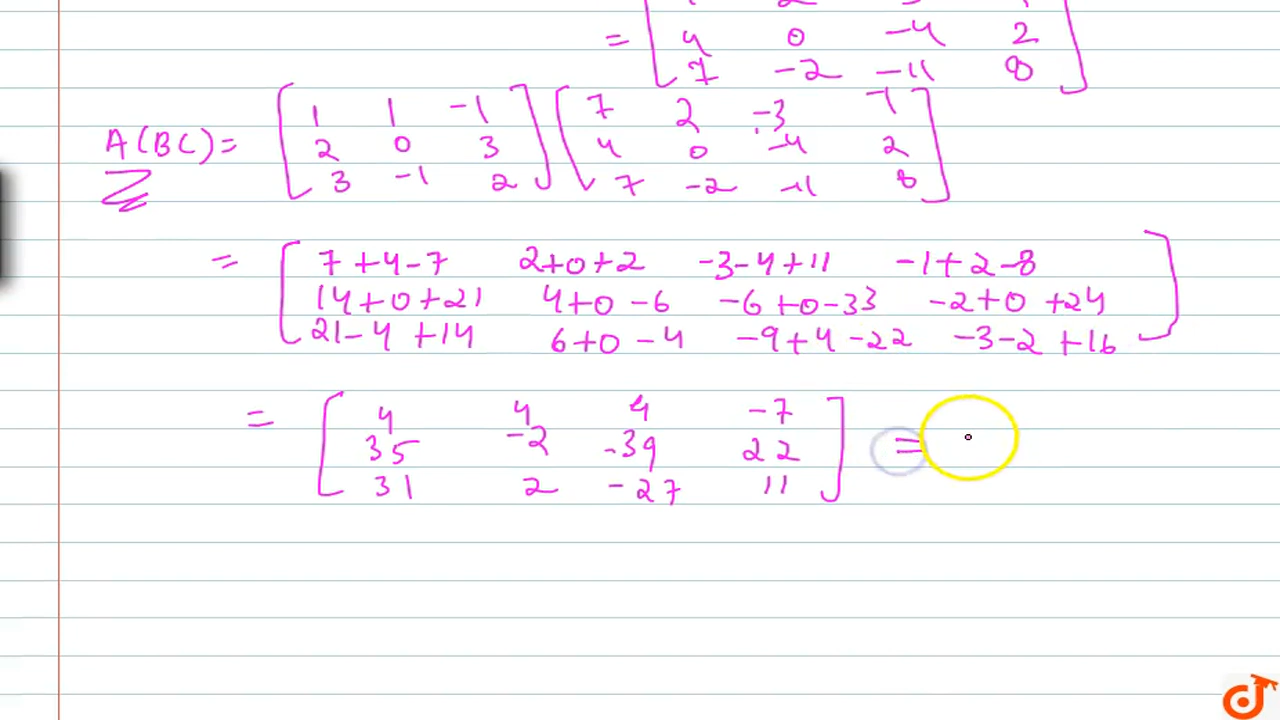 = 4 0 -4 2
7 -2 -11 8
A(BC) = [ 1 1 -1 ] [ 7 2 -3 -1 ]
2 0 3 4 0 -4 2
3 -1 2 7 -2 -11 8
= [ 7+4-7 2+0+2 -3-4+11 -1+2-8 ]
14+0+21 4+0-6 -6+0-33 -2+0+24
21-4+14 6+0-4 -9+4-22 -3-2+16
= [ 4 4 4 -7 ] =
35 -2 -39 22
31 2 -27 11